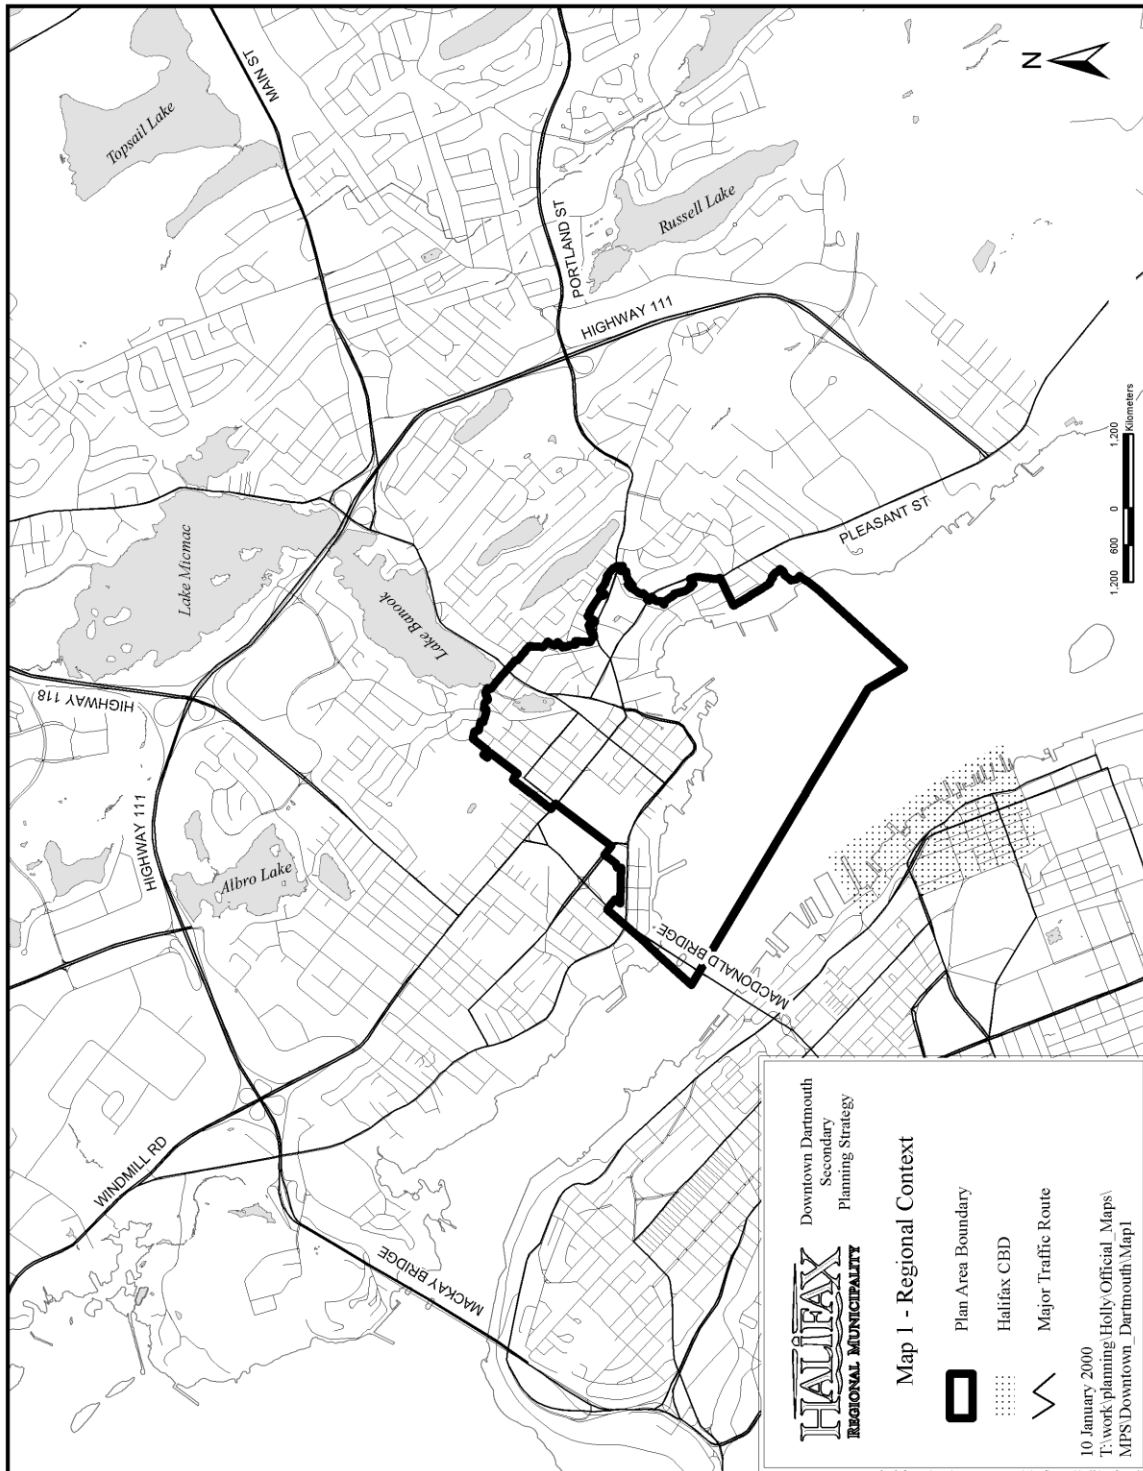 MAIN ST
Topsail Lake
PORTLAND ST
Russell Lake
HIGHWAY 111
N
Lake Micmac
Lake Banook
PLEASANT ST
HIGHWAY 118
HIGHWAY 111
Albro Lake
MACDONALD BRIDGE
WINDMILL RD
MACKAY BRIDGE
1,200 600 0 1,200
Kilometers
HALIFAX
REGIONAL MUNICIPALITY
Downtown Dartmouth
Secondary
Planning Strategy
Map 1 - Regional Context
Plan Area Boundary
Halifax CBD
Major Traffic Route
10 January 2000
T:\work\planning\Holly\Official_Maps\
MPS\Downtown_Dartmouth\Map1